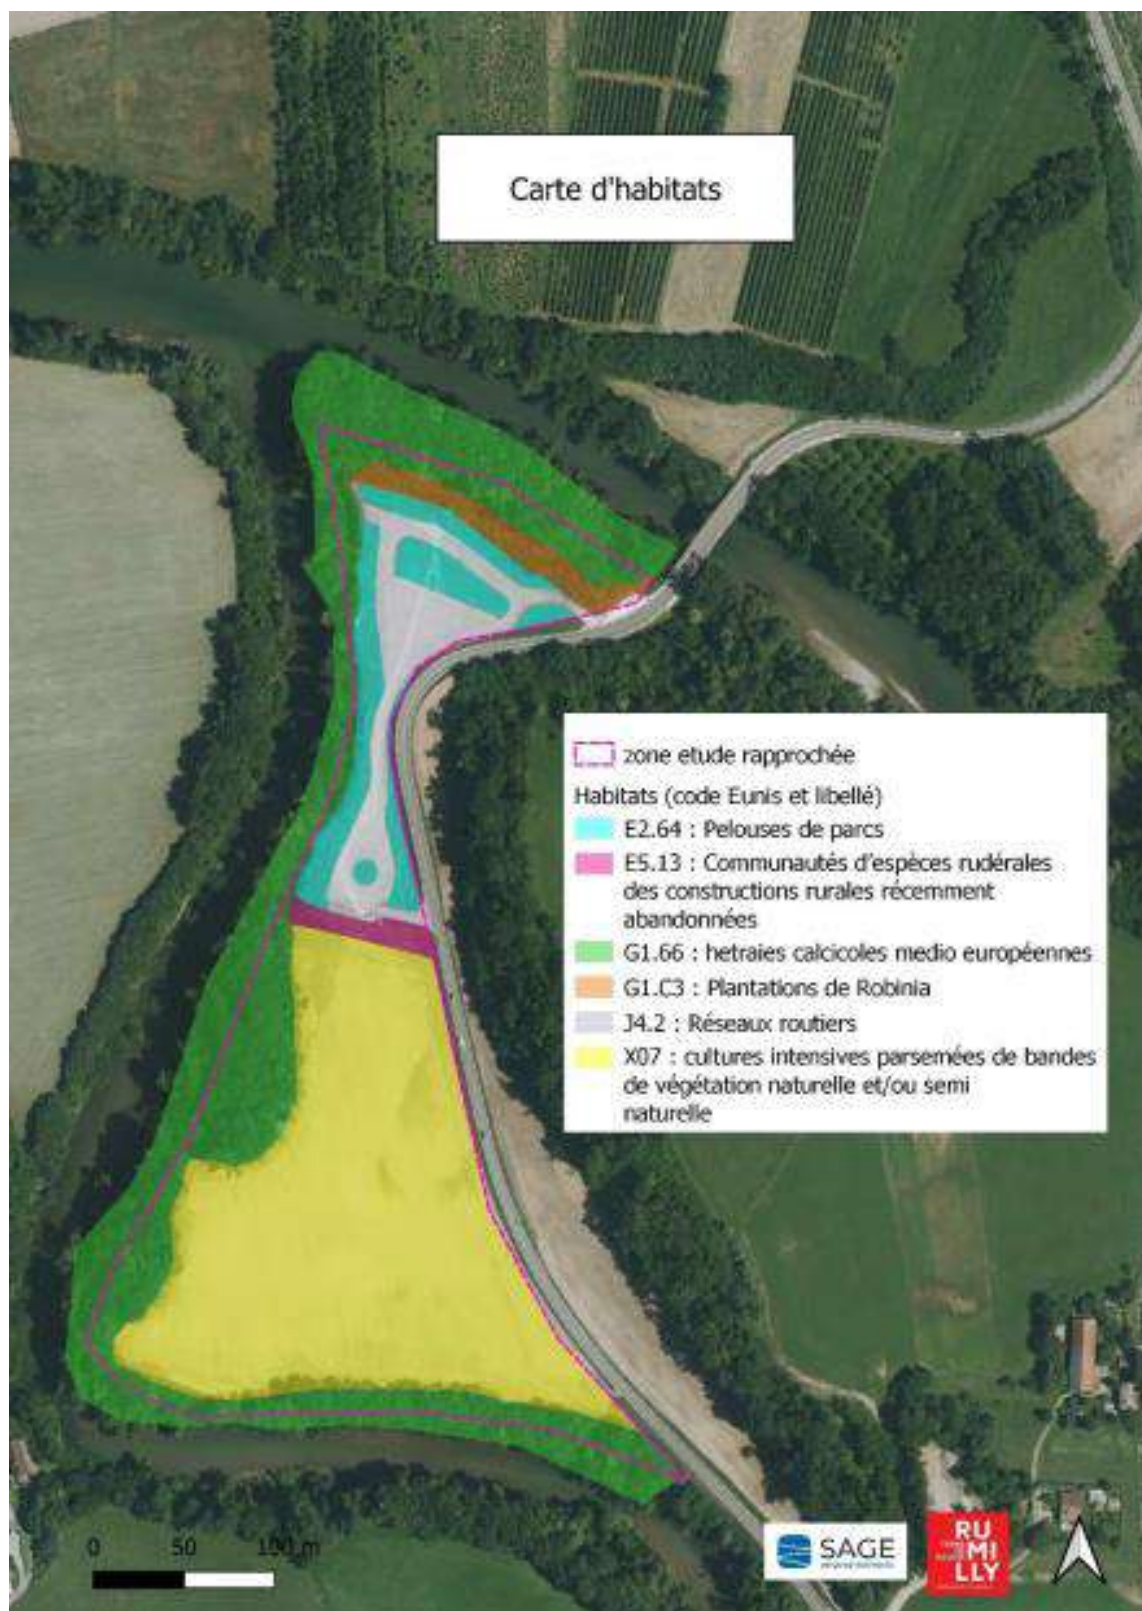 Carte d'habitats
zone etude rapprochée
Habitats (code Eunis et libellé)
E2.64 : Pelouses de parcs
E5.13 : Communautés d'espèces rudérales
des constructions rurales récemment
abandonnées
G1.66 : hetraies calcicoles medio européennes
G1.C3 : Plantations de Robinia
J4.2 : Réseaux routiers
X07 : cultures intensives parsemées de bandes
de végétation naturelle et/ou semi
naturelle
0 50 100 m
SAGE
RU
MI
LLY